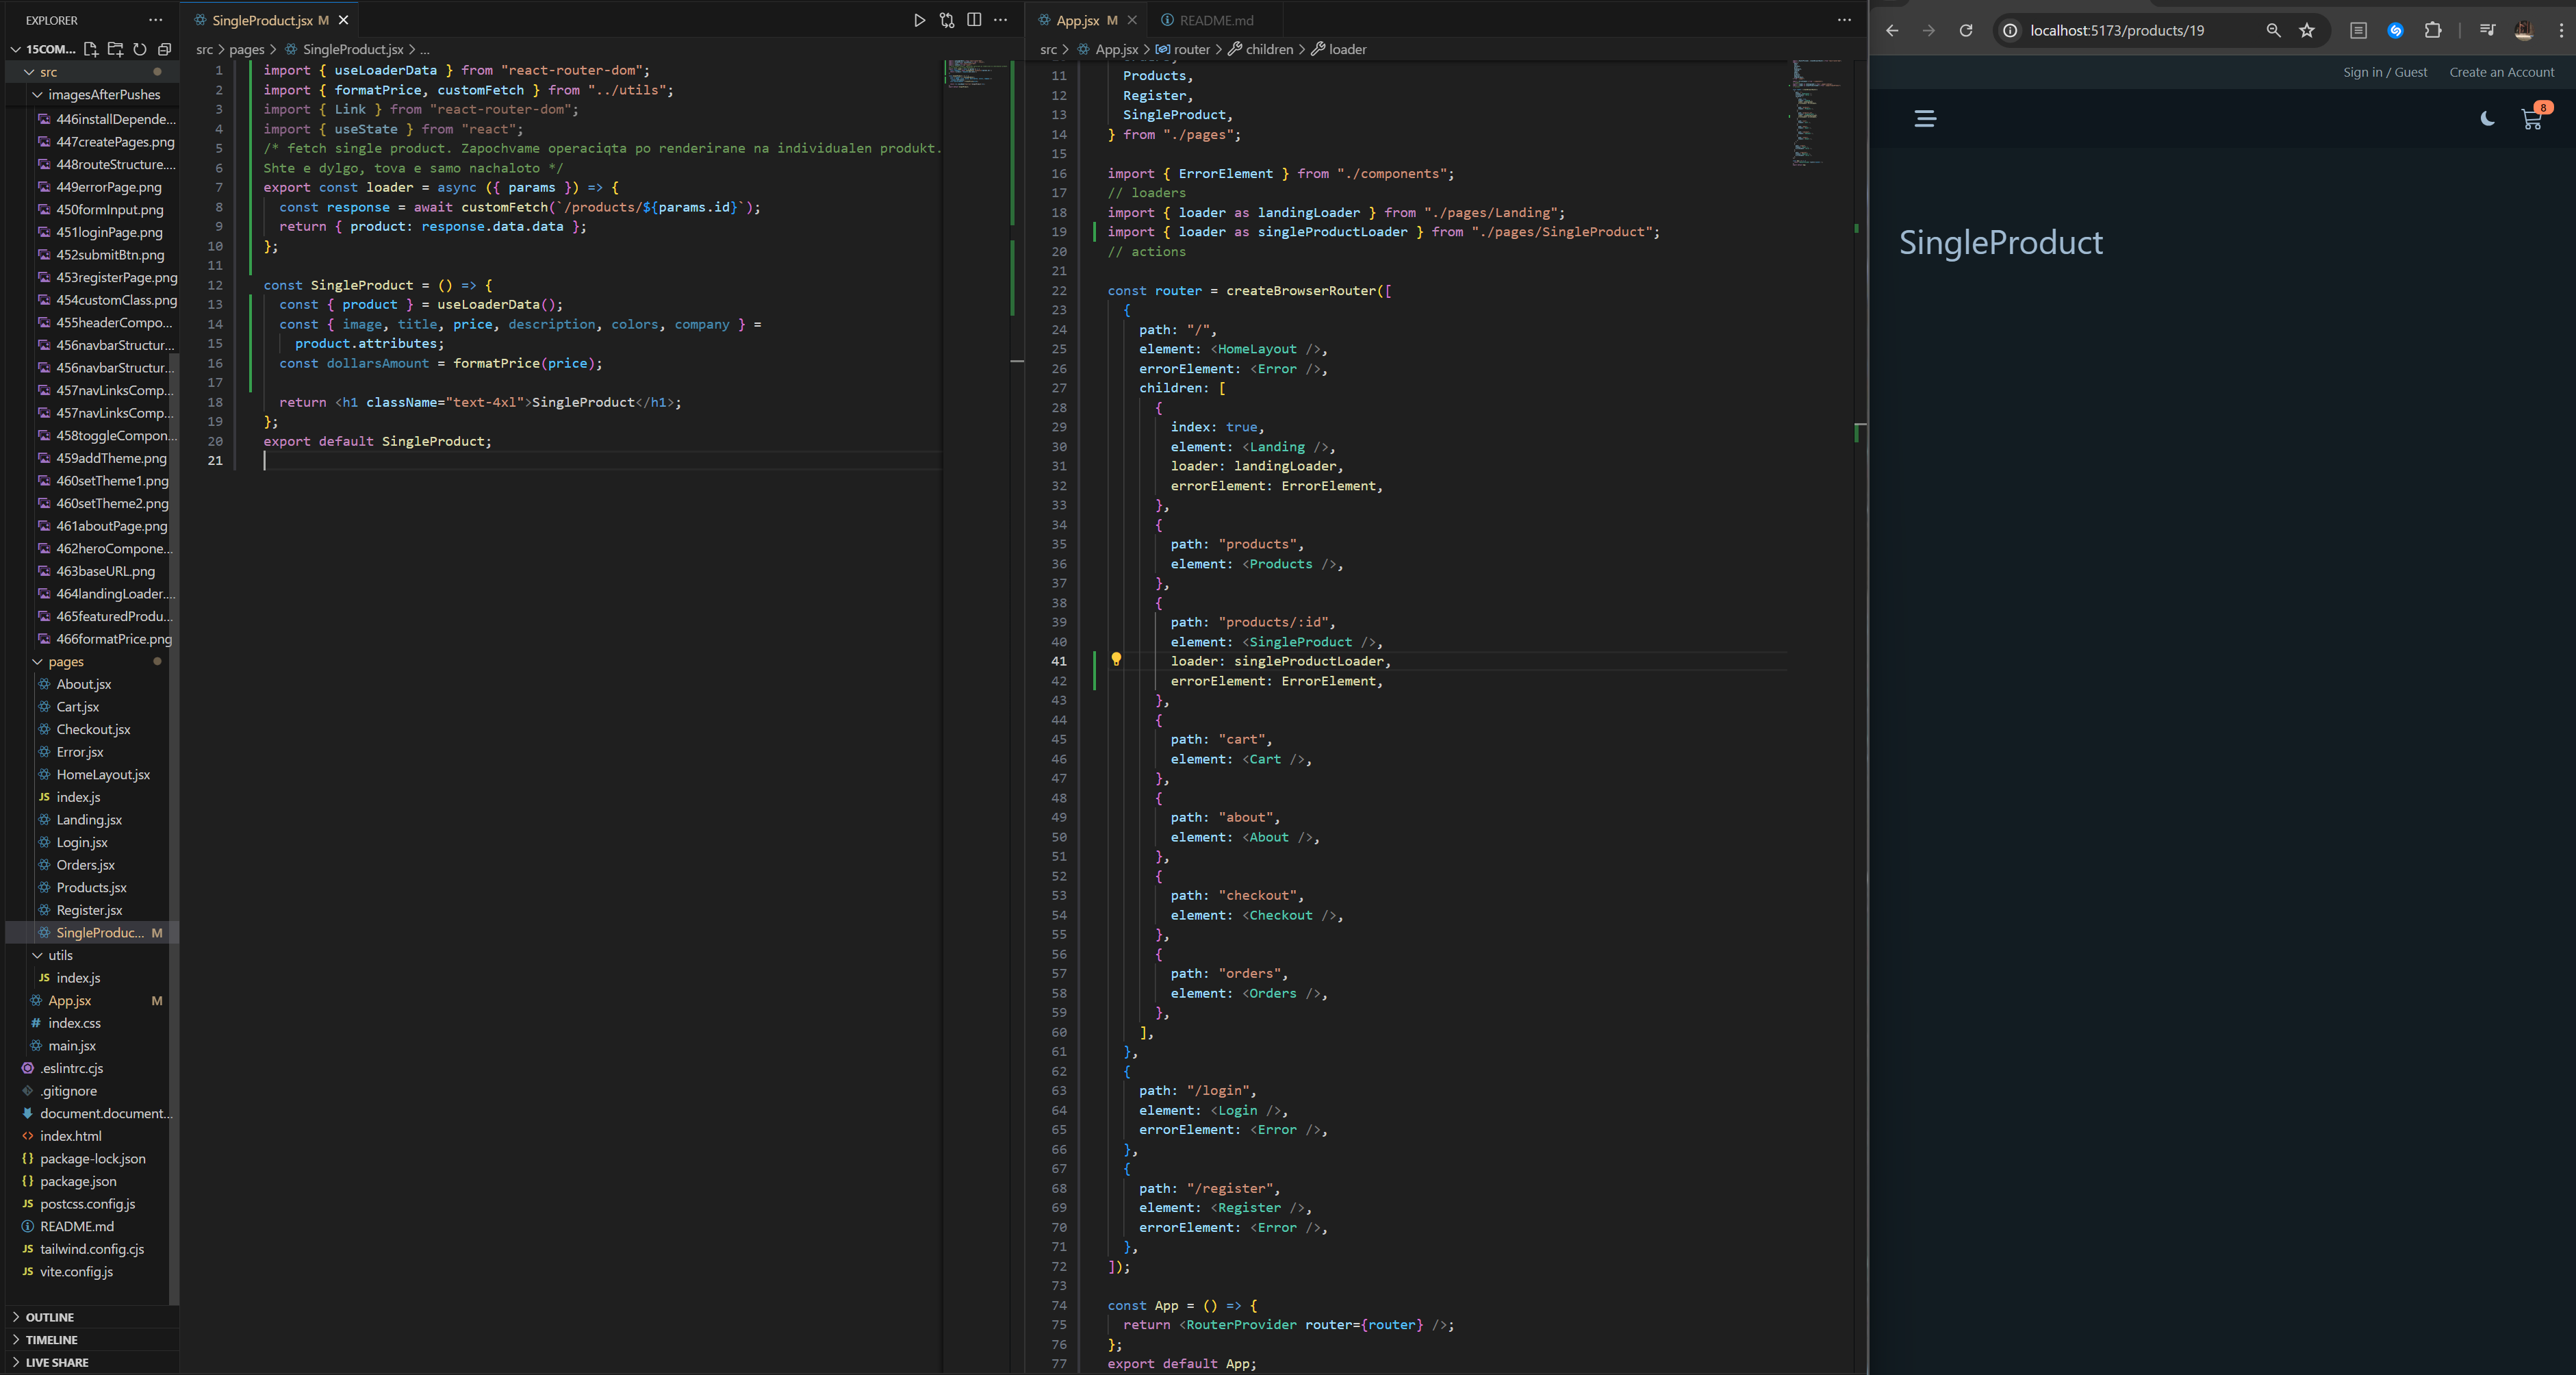 EXPLORER
15COM...
src
imagesAfterPushes
446installDepende...
447createPages.png
448routeStructure....
449errorPage.png
450formInput.png
451loginPage.png
452submitBtn.png
453registerPage.png
454customClass.png
455headerCompo...
456navbarStructur...
456navbarStructur...
457navLinksComp...
457navLinksComp...
458toggleCompon...
459addTheme.png
460setTheme1.png
460setTheme2.png
461aboutPage.png
462heroCompone...
463baseURL.png
464landingLoader....
465featuredProdu...
466formatPrice.png
pages
About.jsx
Cart.jsx
Checkout.jsx
Error.jsx
HomeLayout.jsx
JS index.js
Landing.jsx
Login.jsx
Orders.jsx
Products.jsx
Register.jsx
SingleProduc... M
utils
JS index.js
App.jsx M
# index.css
main.jsx
.eslintrc.cjs
.gitignore
document.document...
<> index.html
{} package-lock.json
{} package.json
JS postcss.config.js
README.md
JS tailwind.config.cjs
JS vite.config.js
OUTLINE
TIMELINE
LIVE SHARE
SingleProduct.jsx M
src > pages > SingleProduct.jsx > ...
1 import { useLoaderData } from "react-router-dom";
2 import { formatPrice, customFetch } from "../utils";
3 import { Link } from "react-router-dom";
4 import { useState } from "react";
5 /* fetch single product. Zapochvame operaciqta po renderirane na individualen produkt.
6 Shte e dylgo, tova e samo nachaloto */
7 export const loader = async ({ params }) => {
8 const response = await customFetch(`/products/${params.id}`);
9 return { product: response.data.data };
10 };
11
12 const SingleProduct = () => {
13 const { product } = useLoaderData();
14 const { image, title, price, description, colors, company } =
15 product.attributes;
16 const dollarsAmount = formatPrice(price);
17
18 return <h1 className="text-4xl">SingleProduct</h1>;
19 };
20 export default SingleProduct;
21
App.jsx M
README.md
src > App.jsx > router > children > loader
11 Products,
12 Register,
13 SingleProduct,
14 } from "./pages";
15
16 import { ErrorElement } from "./components";
17 // loaders
18 import { loader as landingLoader } from "./pages/Landing";
19 import { loader as singleProductLoader } from "./pages/SingleProduct";
20 // actions
21
22 const router = createBrowserRouter([
23 {
24 path: "/",
25 element: <HomeLayout />,
26 errorElement: <Error />,
27 children: [
28 {
29 index: true,
30 element: <Landing />,
31 loader: landingLoader,
32 errorElement: ErrorElement,
33 },
34 {
35 path: "products",
36 element: <Products />,
37 },
38 {
39 path: "products/:id",
40 element: <SingleProduct />,
41 loader: singleProductLoader,
42 errorElement: ErrorElement,
43 },
44 {
45 path: "cart",
46 element: <Cart />,
47 },
48 {
49 path: "about",
50 element: <About />,
51 },
52 {
53 path: "checkout",
54 element: <Checkout />,
55 },
56 {
57 path: "orders",
58 element: <Orders />,
59 },
60 ],
61 },
62 {
63 path: "/login",
64 element: <Login />,
65 errorElement: <Error />,
66 },
67 {
68 path: "/register",
69 element: <Register />,
70 errorElement: <Error />,
71 },
72 ]);
73
74 const App = () => {
75 return <RouterProvider router={router} />;
76 };
77 export default App;
localhost:5173/products/19
Sign in / Guest Create an Account
8
SingleProduct